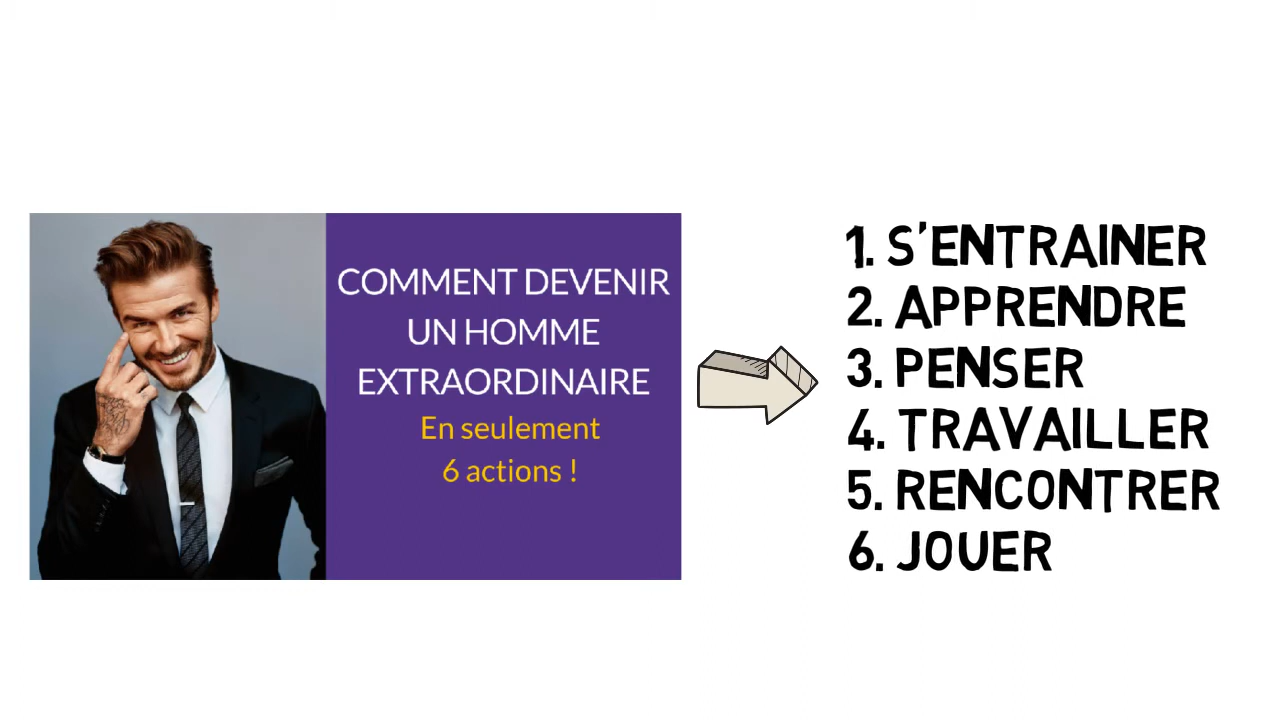 COMMENT DEVENIR
UN HOMME
EXTRAORDINAIRE
En seulement
6 actions !
1. S'ENTRAINER
2. APPRENDRE
3. PENSER
4. TRAVAILLER
5. RENCONTRER
6. JOUER